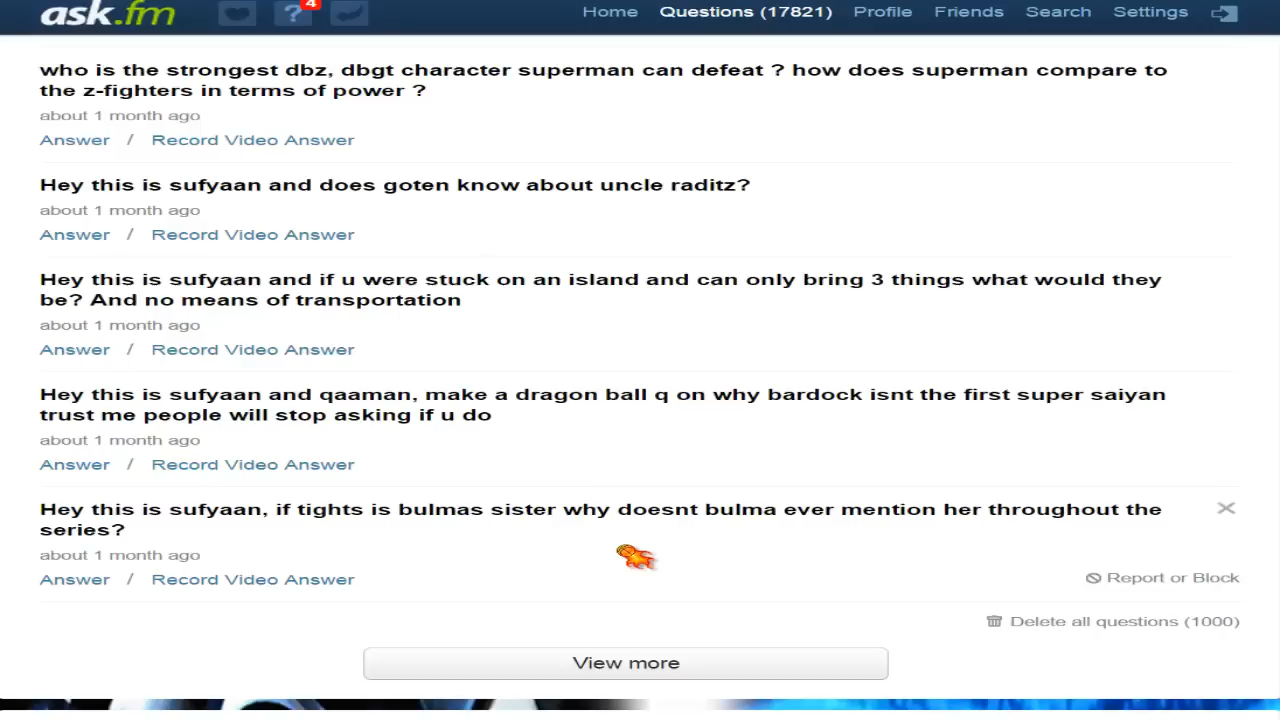 ask.fm ? 4 Home Questions (17821) Profile Friends Search Settings
who is the strongest dbz, dbgt character superman can defeat ? how does superman compare to
the z-fighters in terms of power ?
about 1 month ago
Answer / Record Video Answer
Hey this is sufyaan and does goten know about uncle raditz?
about 1 month ago
Answer / Record Video Answer
Hey this is sufyaan and if u were stuck on an island and can only bring 3 things what would they
be? And no means of transportation
about 1 month ago
Answer / Record Video Answer
Hey this is sufyaan and qaaman, make a dragon ball q on why bardock isnt the first super saiyan
trust me people will stop asking if u do
about 1 month ago
Answer / Record Video Answer
Hey this is sufyaan, if tights is bulmas sister why doesnt bulma ever mention her throughout the
series?
about 1 month ago
Answer / Record Video Answer Report or Block
Delete all questions (1000)
View more